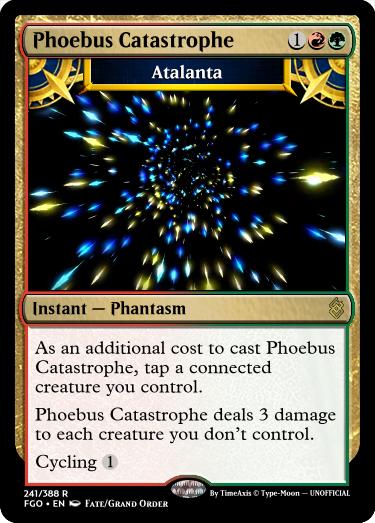 Phoebus Catastrophe 1
Atalanta
Instant — Phantasm
As an additional cost to cast Phoebus
Catastrophe, tap a connected
creature you control.
Phoebus Catastrophe deals 3 damage
to each creature you don't control.
Cycling 1
241/388 R
FGO • EN Fate/Grand Order
By TimeAxis © Type-Moon — UNOFFICIAL